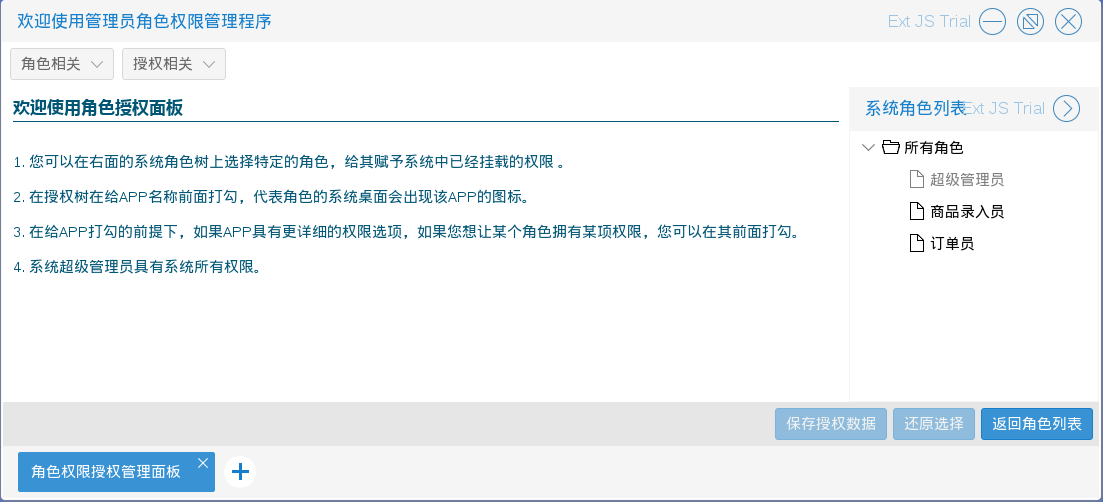 欢迎使用管理员角色权限管理程序
Ext JS Trial
角色相关
授权相关
欢迎使用角色授权面板
系统角色列表
Ext JS Trial
1. 您可以在右面的系统角色树上选择特定的角色，给其赋予系统中已经挂载的权限 。
2. 在授权树在给APP名称前面打勾，代表角色的系统桌面会出现该APP的图标。
3. 在给APP打勾的前提下，如果APP具有更详细的权限选项，如果您想让某个角色拥有某项权限，您可以在其前面打勾。
4. 系统超级管理员具有系统所有权限。
所有角色
超级管理员
商品录入员
订单员
保存授权数据
还原选择
返回角色列表
角色权限授权管理面板